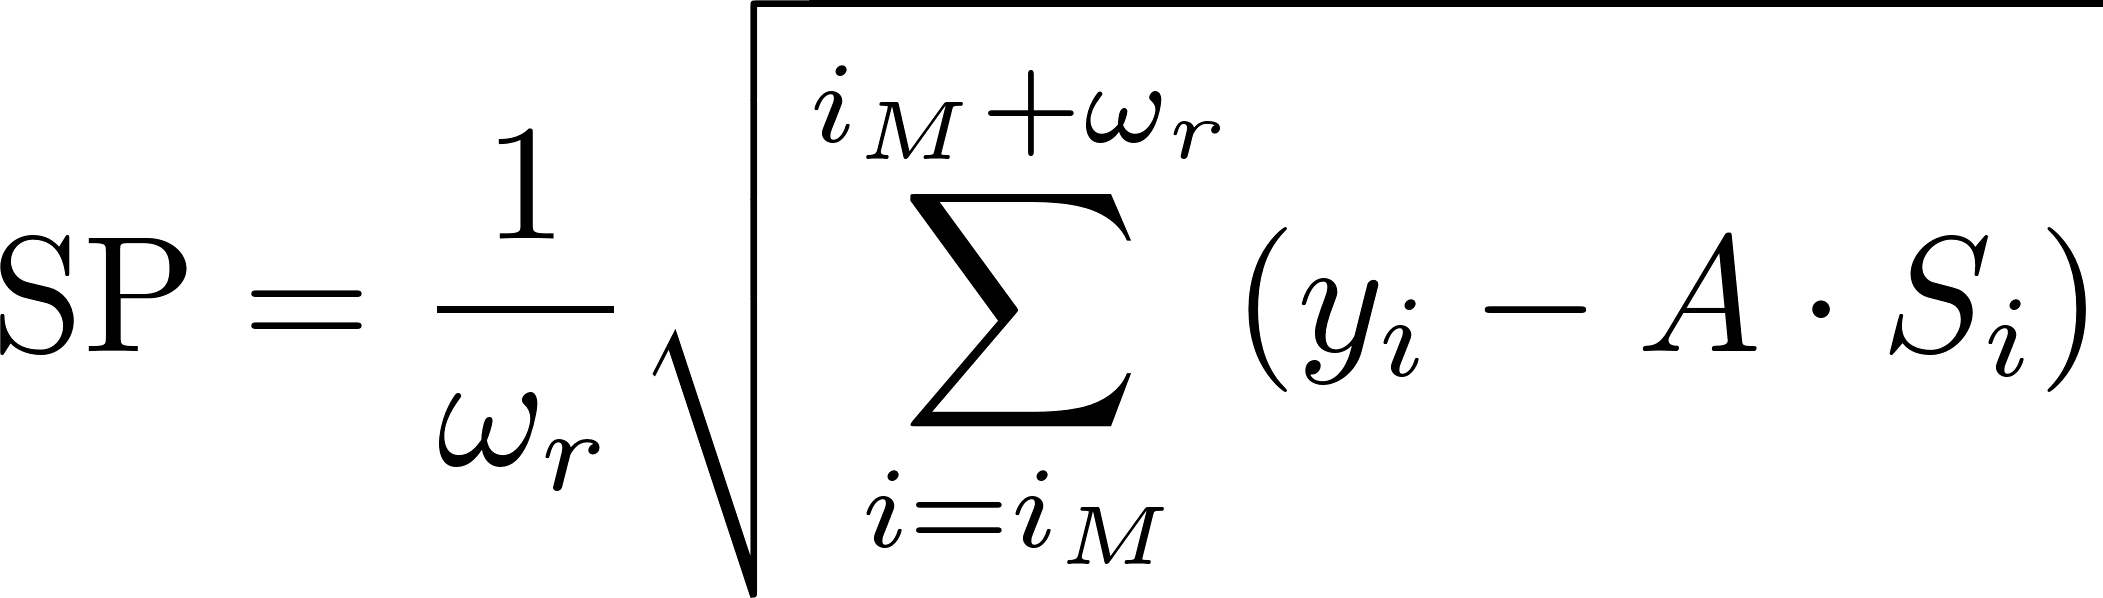 SP = \frac{1}{\omega_r} \sqrt{\sum_{i=i_M}^{i_M+\omega_r} (y_i - A \cdot S_i)}